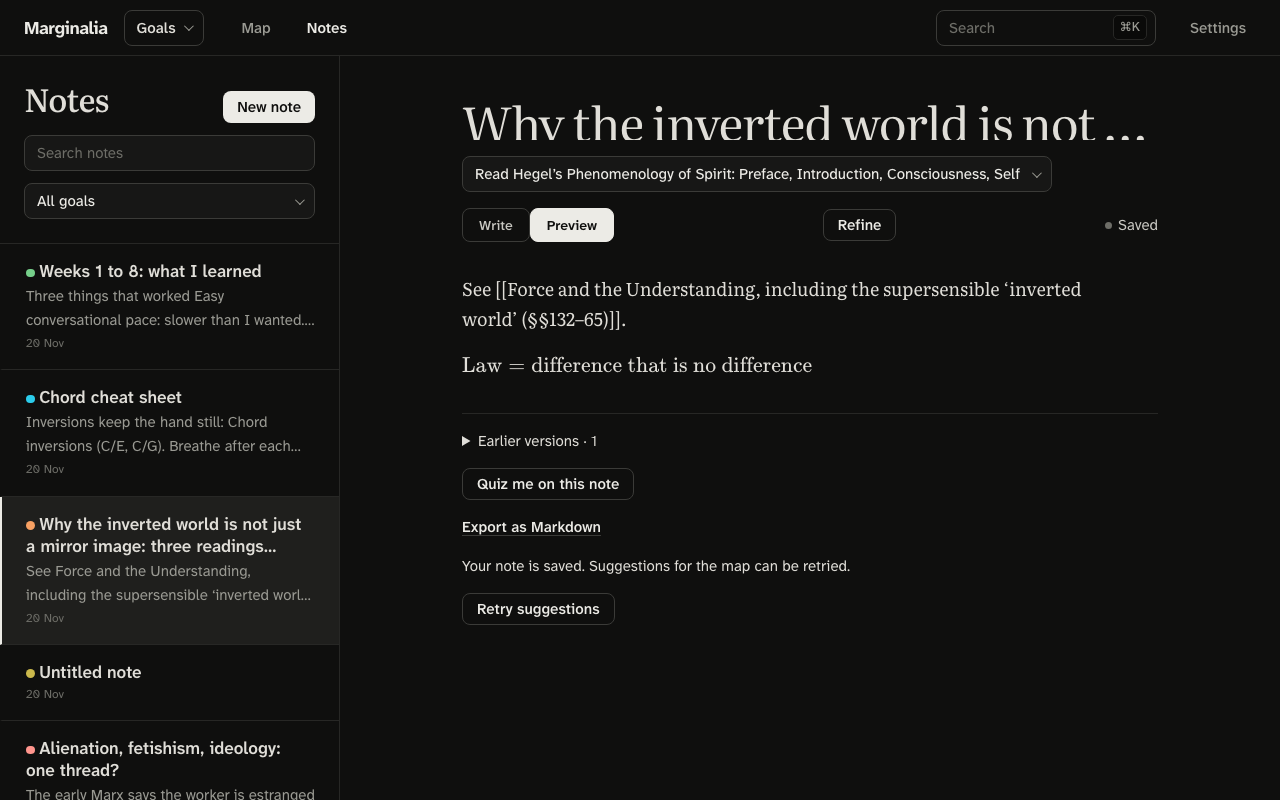 Marginalia
Goals
Map
Notes
Search
⌘K
Settings
Notes
New note
Search notes
All goals
Weeks 1 to 8: what I learned
Three things that worked Easy
conversational pace: slower than I wanted.…
20 Nov
Chord cheat sheet
Inversions keep the hand still: Chord
inversions (C/E, C/G). Breathe after each…
20 Nov
Why the inverted world is not just
a mirror image: three readings…
See Force and the Understanding,
including the supersensible ‘inverted worl…
20 Nov
Untitled note
20 Nov
Alienation, fetishism, ideology:
one thread?
The early Marx says the worker is estranged
Why the inverted world is not …
Read Hegel’s Phenomenology of Spirit: Preface, Introduction, Consciousness, Self
Write
Preview
Refine
Saved
See [[Force and the Understanding, including the supersensible ‘inverted
world’ (§§132–65)]].
Law = difference that is no difference
Earlier versions · 1
Quiz me on this note
Export as Markdown
Your note is saved. Suggestions for the map can be retried.
Retry suggestions